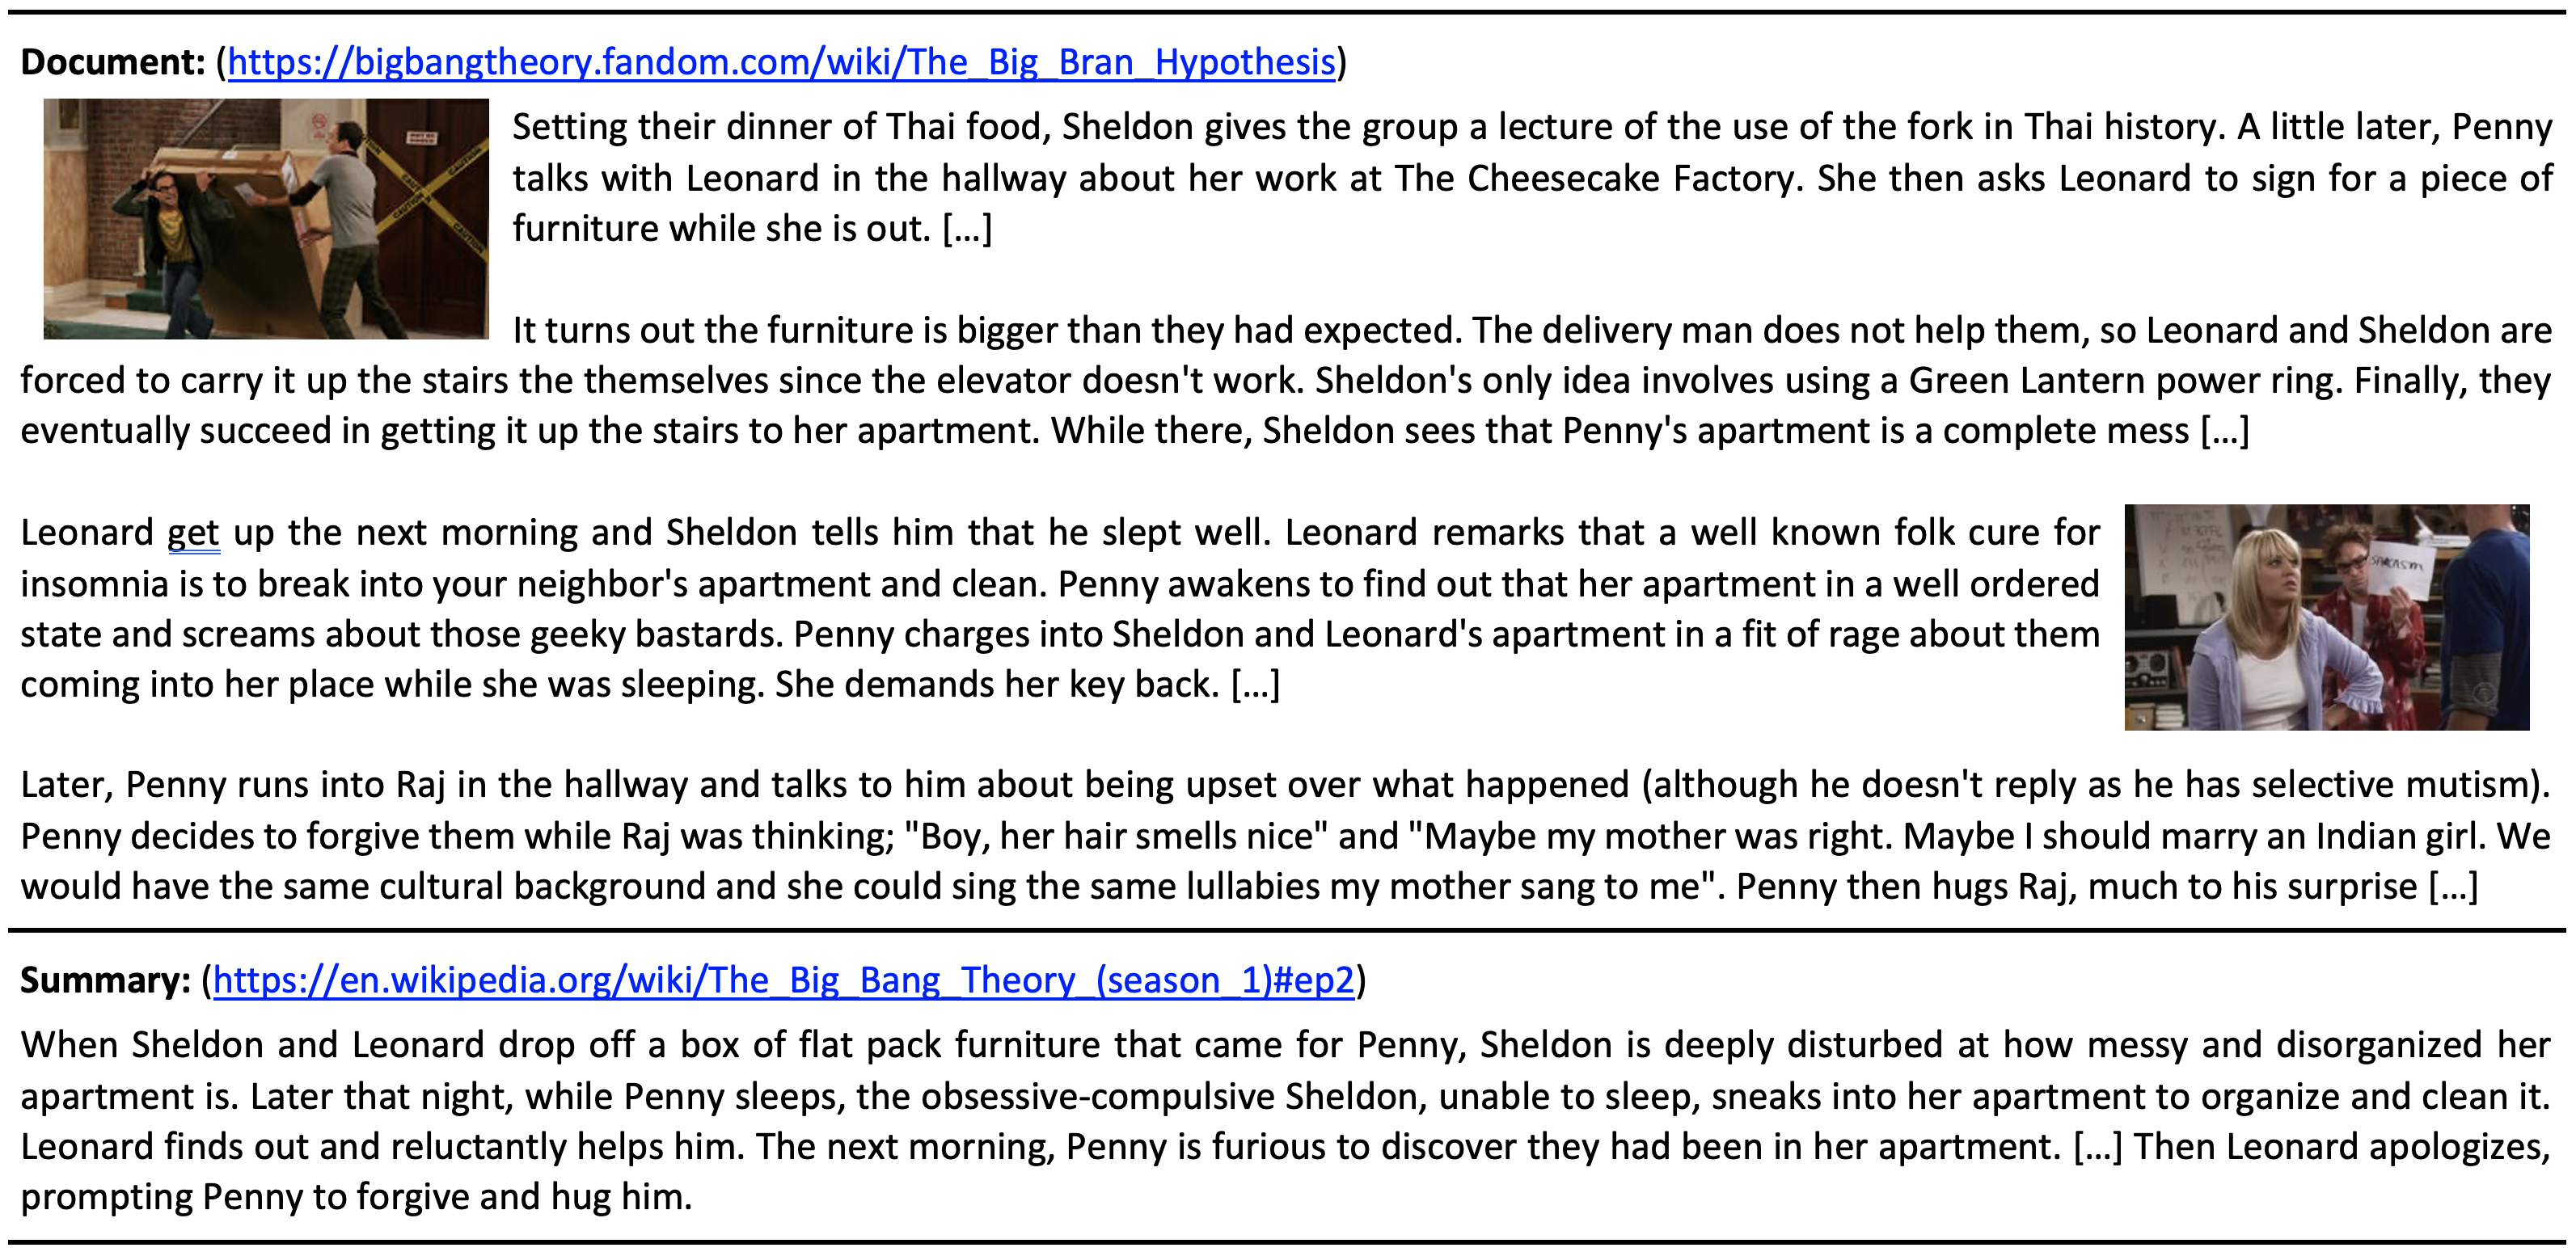 Document: (https://bigbangtheory.fandom.com/wiki/The_Big_Bran_Hypothesis)
Setting their dinner of Thai food, Sheldon gives the group a lecture of the use of the fork in Thai history. A little later, Penny
talks with Leonard in the hallway about her work at The Cheesecake Factory. She then asks Leonard to sign for a piece of
furniture while she is out. [...]
It turns out the furniture is bigger than they had expected. The delivery man does not help them, so Leonard and Sheldon are
forced to carry it up the stairs the themselves since the elevator doesn't work. Sheldon's only idea involves using a Green Lantern power ring. Finally, they
eventually succeed in getting it up the stairs to her apartment. While there, Sheldon sees that Penny's apartment is a complete mess [...]
CAUTION
CAUTION
Leonard get up the next morning and Sheldon tells him that he slept well. Leonard remarks that a well known folk cure for
insomnia is to break into your neighbor's apartment and clean. Penny awakens to find out that her apartment in a well ordered
state and screams about those geeky bastards. Penny charges into Sheldon and Leonard's apartment in a fit of rage about them
coming into her place while she was sleeping. She demands her key back. [...]
SARCASM
Later, Penny runs into Raj in the hallway and talks to him about being upset over what happened (although he doesn't reply as he has selective mutism).
Penny decides to forgive them while Raj was thinking; "Boy, her hair smells nice" and "Maybe my mother was right. Maybe I should marry an Indian girl. We
would have the same cultural background and she could sing the same lullabies my mother sang to me". Penny then hugs Raj, much to his surprise [...]
Summary: (https://en.wikipedia.org/wiki/The_Big_Bang_Theory_(season_1)#ep2)
When Sheldon and Leonard drop off a box of flat pack furniture that came for Penny, Sheldon is deeply disturbed at how messy and disorganized her
apartment is. Later that night, while Penny sleeps, the obsessive-compulsive Sheldon, unable to sleep, sneaks into her apartment to organize and clean it.
Leonard finds out and reluctantly helps him. The next morning, Penny is furious to discover they had been in her apartment. [...] Then Leonard apologizes,
prompting Penny to forgive and hug him.